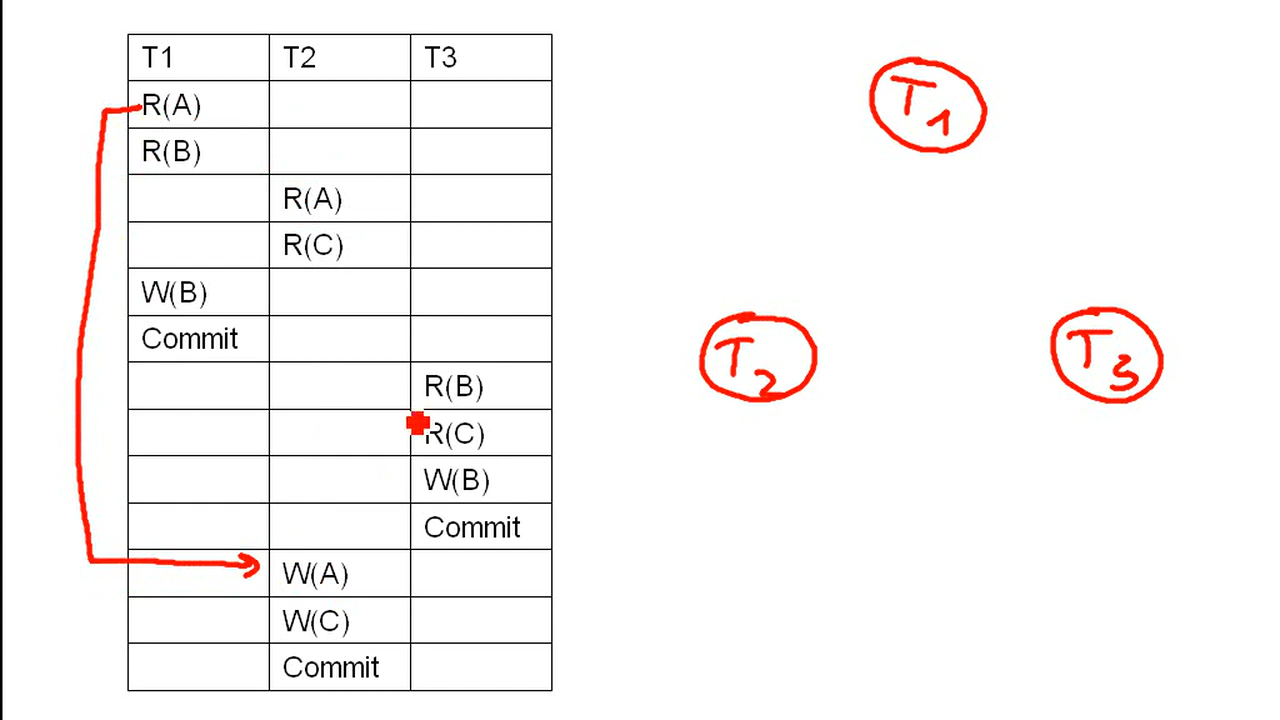 T1 T2 T3
R(A)
R(B)
R(A)
R(C)
W(B)
Commit
R(B)
R(C)
W(B)
Commit
W(A)
W(C)
Commit
T1
T2 T3